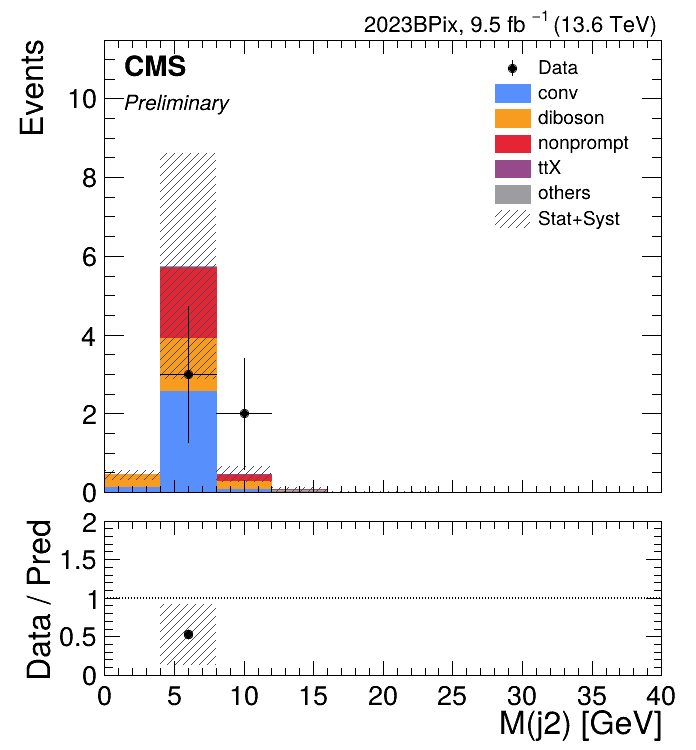 2023BPix, 9.5 fb⁻¹ (13.6 TeV)
CMS
Preliminary
Events
10
8
6
4
2
0
Data
conv
diboson
nonprompt
ttX
others
Stat+Syst
Data / Pred
2
1.5
1
0.5
0
0 5 10 15 20 25 30 35 40
M(j2) [GeV]